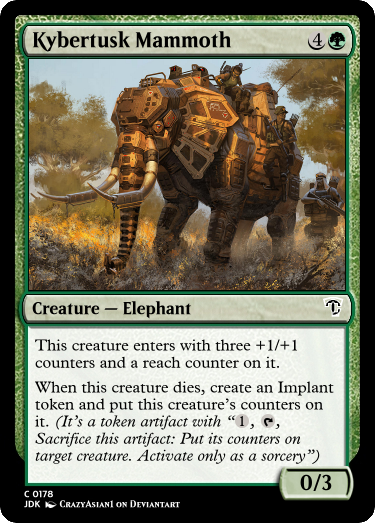 Kybertusk Mammoth 4
Creature — Elephant
This creature enters with three +1/+1
counters and a reach counter on it.
When this creature dies, create an Implant
token and put this creature's counters on
it. (It's a token artifact with “1, ,
Sacrifice this artifact: Put its counters on
target creature. Activate only as a sorcery”)
0/3
C 0178
JDK CrazyAsian1 on Deviantart